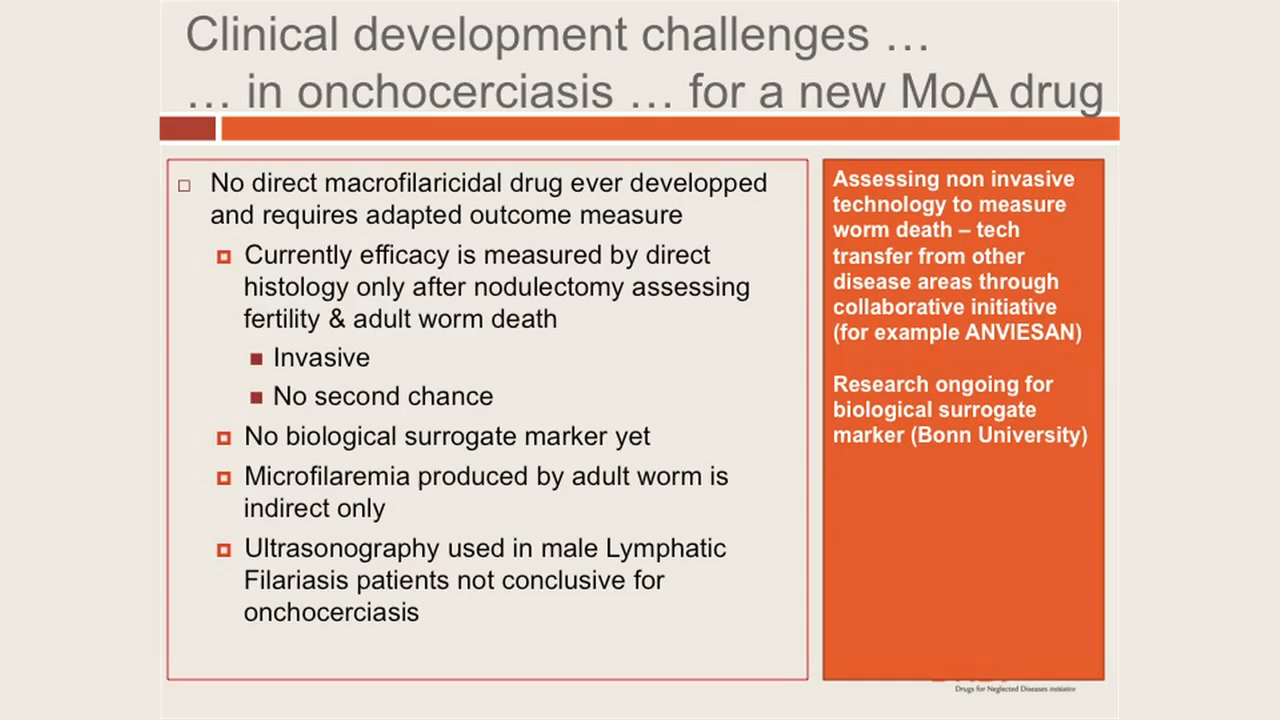 Clinical development challenges …
… in onchocerciasis … for a new MoA drug
No direct macrofilaricidal drug ever developped
and requires adapted outcome measure
Currently efficacy is measured by direct
histology only after nodulectomy assessing
fertility & adult worm death
Invasive
No second chance
No biological surrogate marker yet
Microfilaremia produced by adult worm is
indirect only
Ultrasonography used in male Lymphatic
Filariasis patients not conclusive for
onchocerciasis
Assessing non invasive
technology to measure
worm death – tech
transfer from other
disease areas through
collaborative initiative
(for example ANVIESAN)
Research ongoing for
biological surrogate
marker (Bonn University)
Drugs for Neglected Diseases initiative